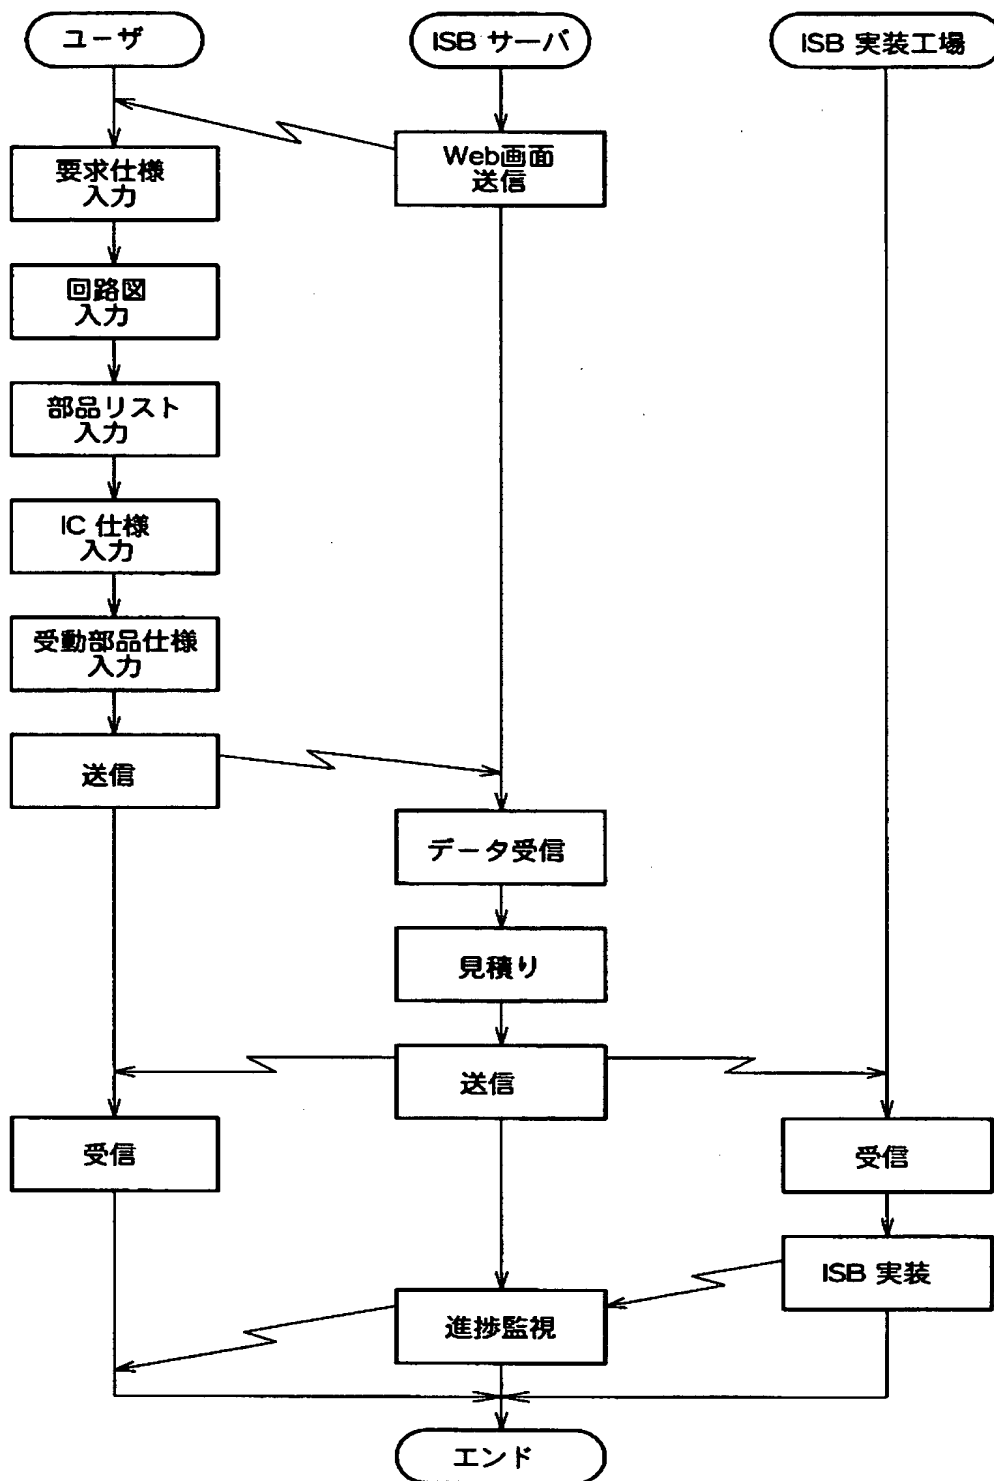 ユーザ
ISB サーバ
ISB 実装工場
Web画面
送信
要求仕様
入力
回路図
入力
部品リスト
入力
IC 仕様
入力
受動部品仕様
入力
送信
データ受信
見積り
送信
受信
受信
ISB 実装
進捗監視
エンド